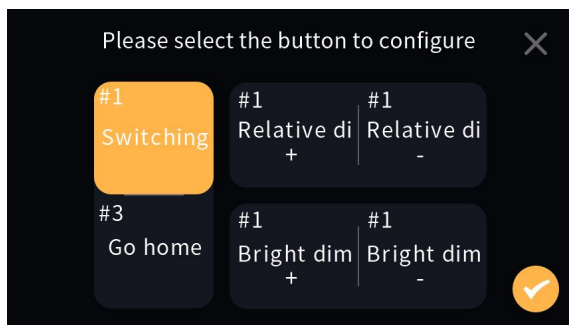 Please select the button to configure
#1
Switching
#3
Go home
#1
Relative di
+
#1
Relative di
-
#1
Bright dim
+
#1
Bright dim
-